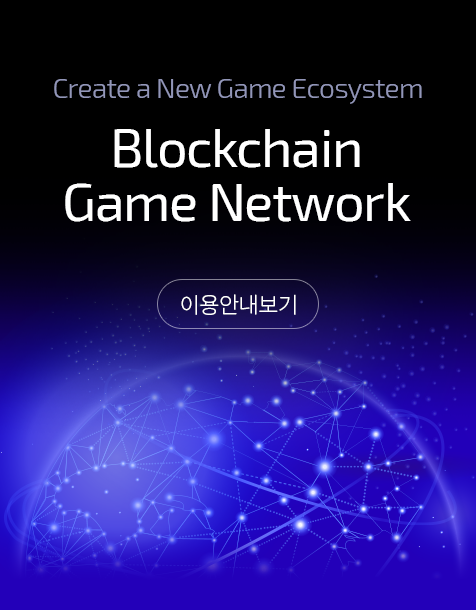 Create a New Game Ecosystem
Blockchain
Game Network
이용안내보기